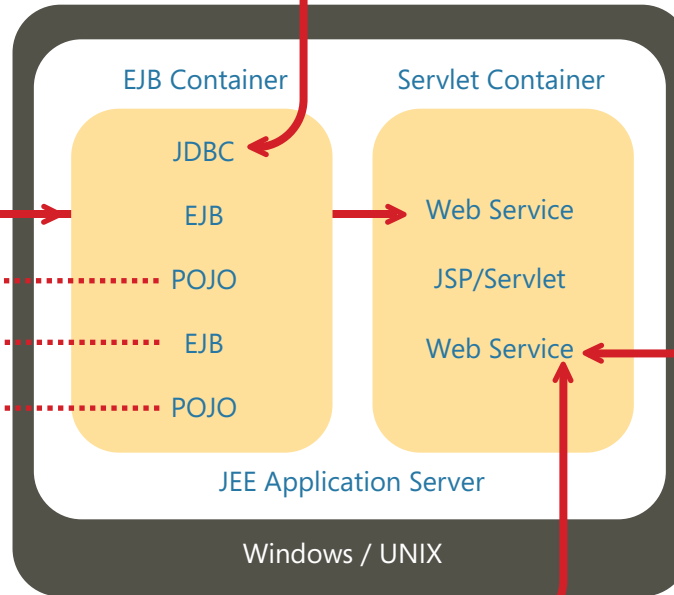 EJB Container
JDBC
EJB
POJO
EJB
POJO
Servlet Container
Web Service
JSP/Servlet
Web Service
JEE Application Server
Windows / UNIX